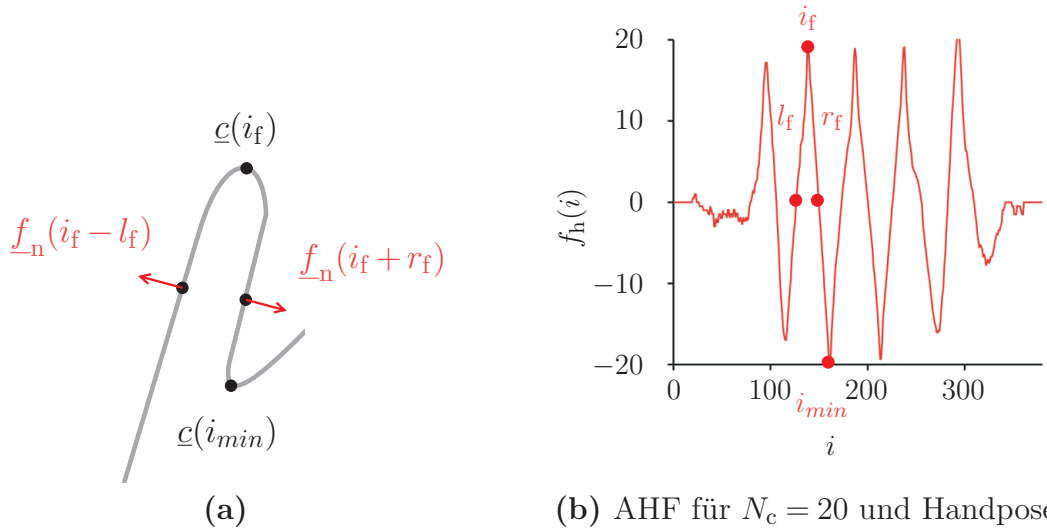 c(i_f)
f_n(i_f − l_f)
f_n(i_f + r_f)
c(i_min)
(a)
i_f
20
10
0
−10
−20
l_f
r_f
f_h(i)
0
100
200
300
i_min
i
(b) AHF für N_c = 20 und Handpose